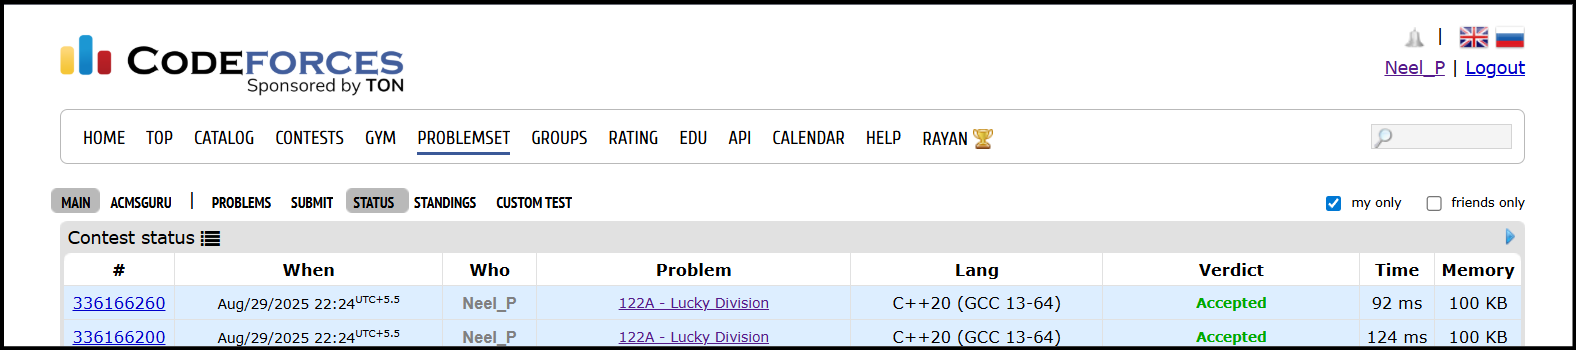 CODEFORCES
Sponsored by TON
|
Neel_P | Logout
HOME TOP CATALOG CONTESTS GYM PROBLEMSET GROUPS RATING EDU API CALENDAR HELP RAYAN
MAIN ACMSGURU | PROBLEMS SUBMIT STATUS STANDINGS CUSTOM TEST my only friends only
Contest status
# When Who Problem Lang Verdict Time Memory
336166260 Aug/29/2025 22:24UTC+5.5 Neel_P 122A - Lucky Division C++20 (GCC 13-64) Accepted 92 ms 100 KB
336166200 Aug/29/2025 22:24UTC+5.5 Neel_P 122A - Lucky Division C++20 (GCC 13-64) Accepted 124 ms 100 KB